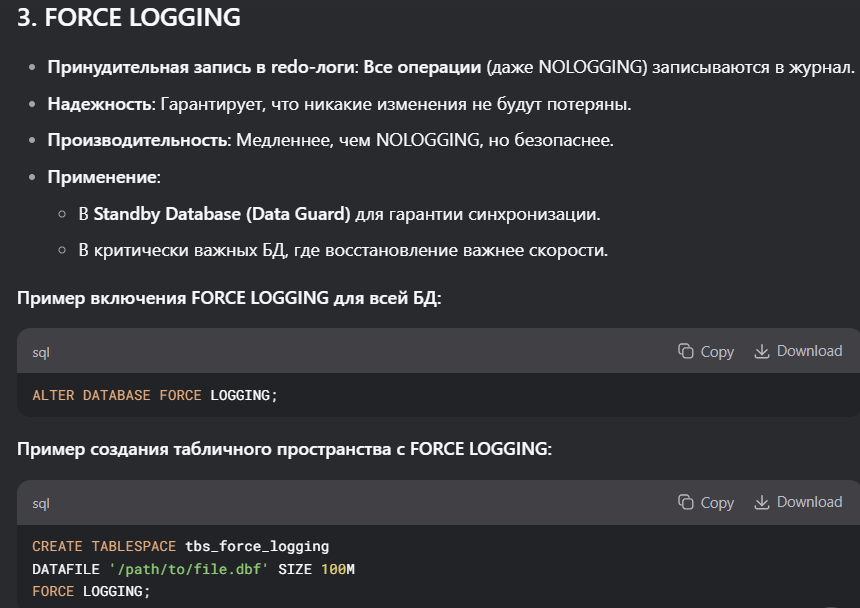 3. FORCE LOGGING
• Принудительная запись в redo-логи: Все операции (даже NOLOGGING) записываются в журнал.
• Надежность: Гарантирует, что никакие изменения не будут потеряны.
• Производительность: Медленнее, чем NOLOGGING, но безопаснее.
• Применение:
◦ В Standby Database (Data Guard) для гарантии синхронизации.
◦ В критически важных БД, где восстановление важнее скорости.
Пример включения FORCE LOGGING для всей БД:
sql Copy Download
ALTER DATABASE FORCE LOGGING;
Пример создания табличного пространства с FORCE LOGGING:
sql Copy Download
CREATE TABLESPACE tbs_force_logging
DATAFILE '/path/to/file.dbf' SIZE 100M
FORCE LOGGING;